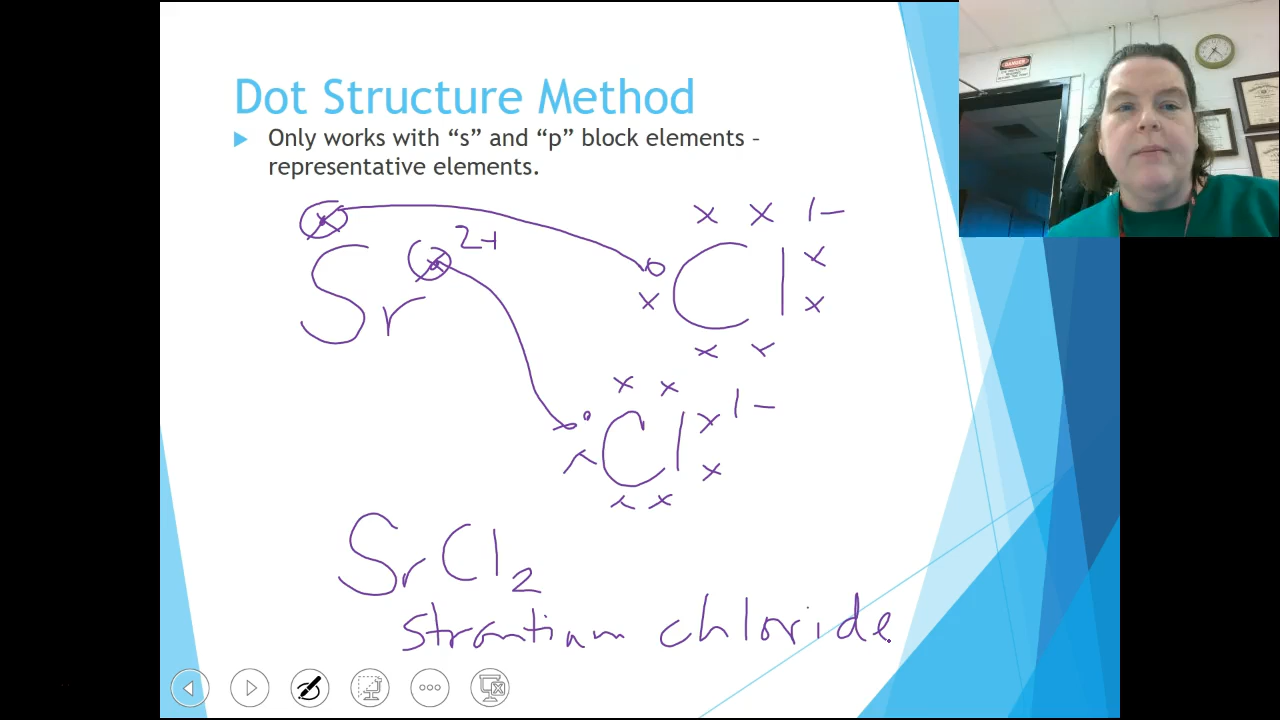 Dot Structure Method
Only works with “s” and “p” block elements –
representative elements.
Sr 2+
Cl 1-
Cl 1-
SrCl2
strontium chloride
DANGER